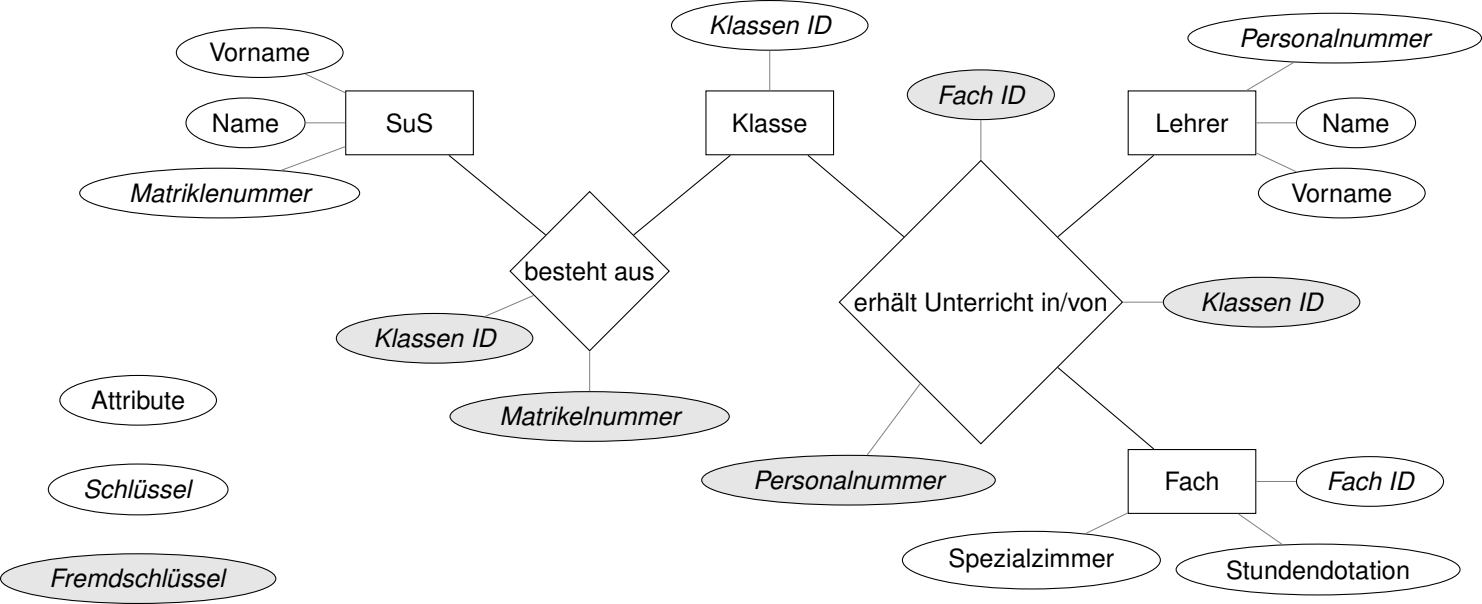 Klassen ID
Vorname
Personalnummer
Fach ID
Name
SuS
Klasse
Lehrer
Name
Matriklenummer
Vorname
besteht aus
erhält Unterricht in/von
Klassen ID
Klassen ID
Attribute
Matrikelnummer
Personalnummer
Fach
Fach ID
Schlüssel
Spezialzimmer
Stundendotation
Fremdschlüssel